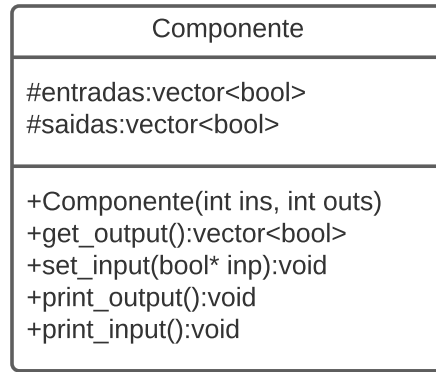 Componente
#entradas:vector<bool>
#saidas:vector<bool>
+Componente(int ins, int outs)
+get_output():vector<bool>
+set_input(bool* inp):void
+print_output():void
+print_input():void